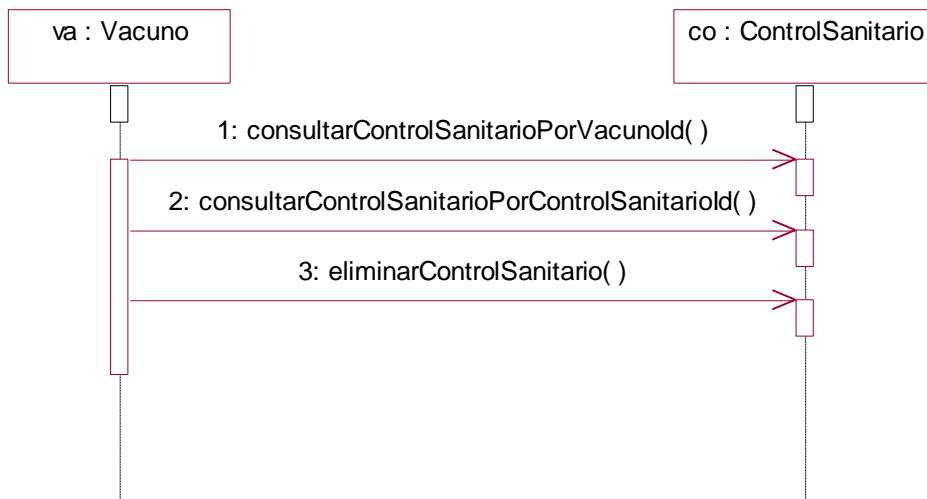 va : Vacuno
co : ControlSanitario
1: consultarControlSanitarioPorVacunoId( )
2: consultarControlSanitarioPorControlSanitarioId( )
3: eliminarControlSanitario( )